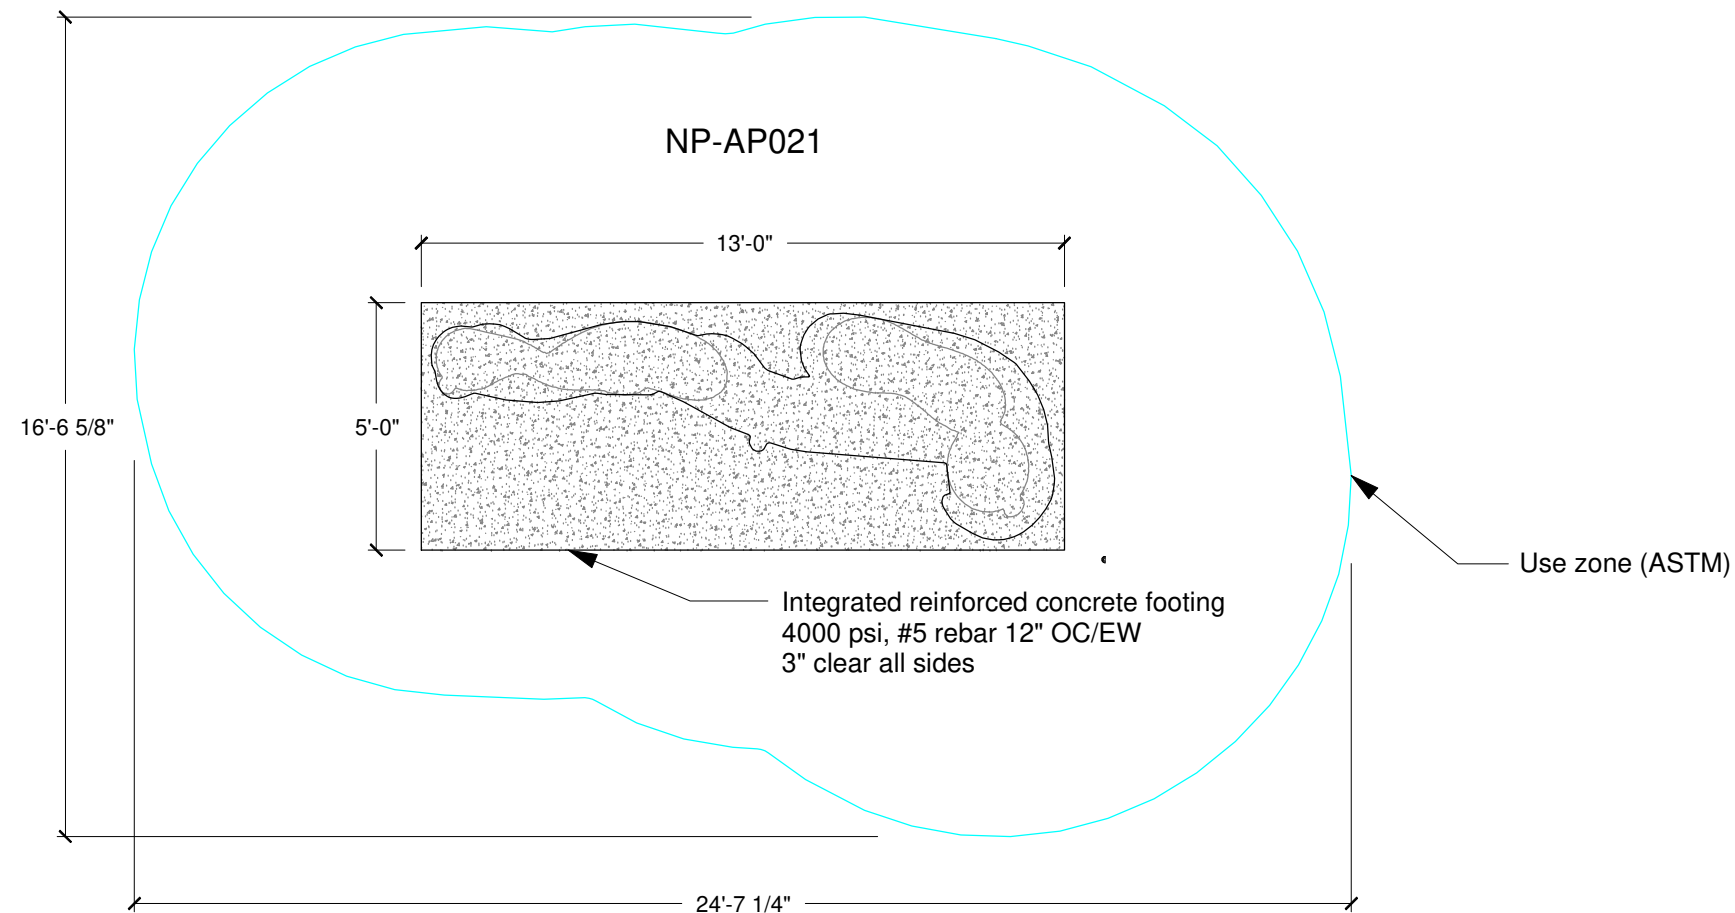 NP-AP021
13'-0"
16'-6 5/8"
5'-0"
Use zone (ASTM)
Integrated reinforced concrete footing
4000 psi, #5 rebar 12" OC/EW
3" clear all sides
24'-7 1/4"